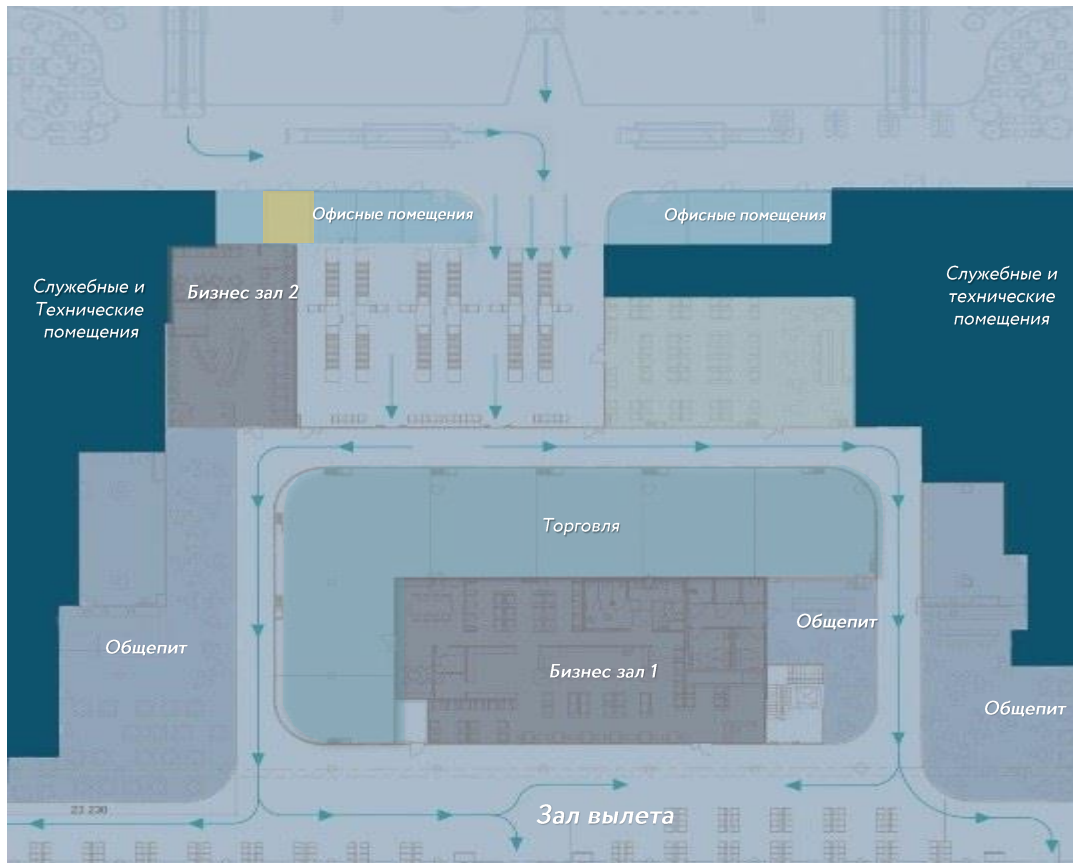 Офисные помещения
Офисные помещения
Служебные и
Технические
помещения
Бизнес зал 2
Служебные и
технические
помещения
Торговля
Общепит
Общепит
Бизнес зал 1
Общепит
Зал вылета